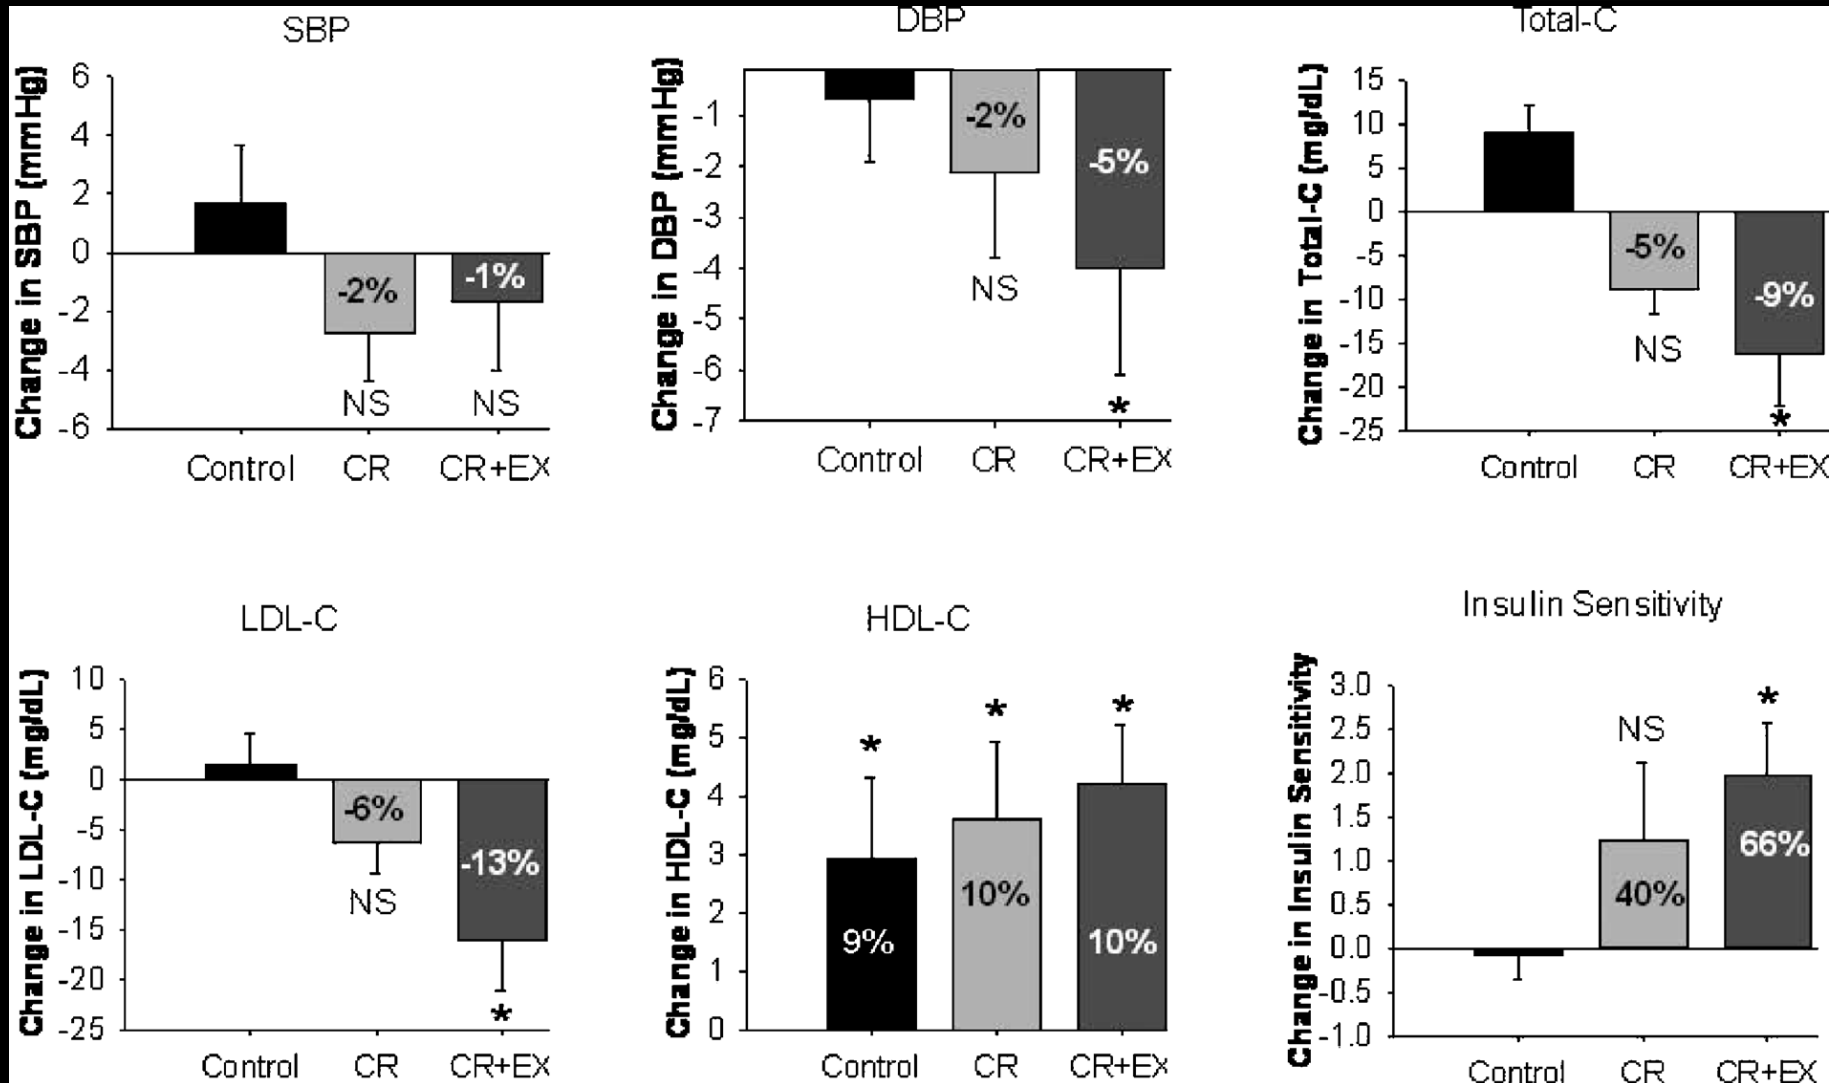 SBP
Change in SBP (mmHg)
6
4
2
0
-2
-4
-6
-2%
-1%
NS
NS
Control CR CR+EX
DBP
Change in DBP (mmHg)
-1
-2
-3
-4
-5
-6
-7
-2%
-5%
NS
*
Control CR CR+EX
Total-C
Change in Total-C (mg/dL)
15
10
5
0
-5
-10
-15
-20
-25
-5%
-9%
NS
*
Control CR CR+EX
LDL-C
Change in LDL-C (mg/dL)
10
5
0
-5
-10
-15
-20
-25
-6%
-13%
NS
*
Control CR CR+EX
HDL-C
Change in HDL-C (mg/dL)
6
5
4
3
2
1
0
*
*
*
9%
10%
10%
Control CR CR+EX
Insulin Sensitivity
Change in Insulin Sensitivity
3.0
2.5
2.0
1.5
1.0
0.5
0.0
-0.5
-1.0
NS
*
40%
66%
Control CR CR+EX